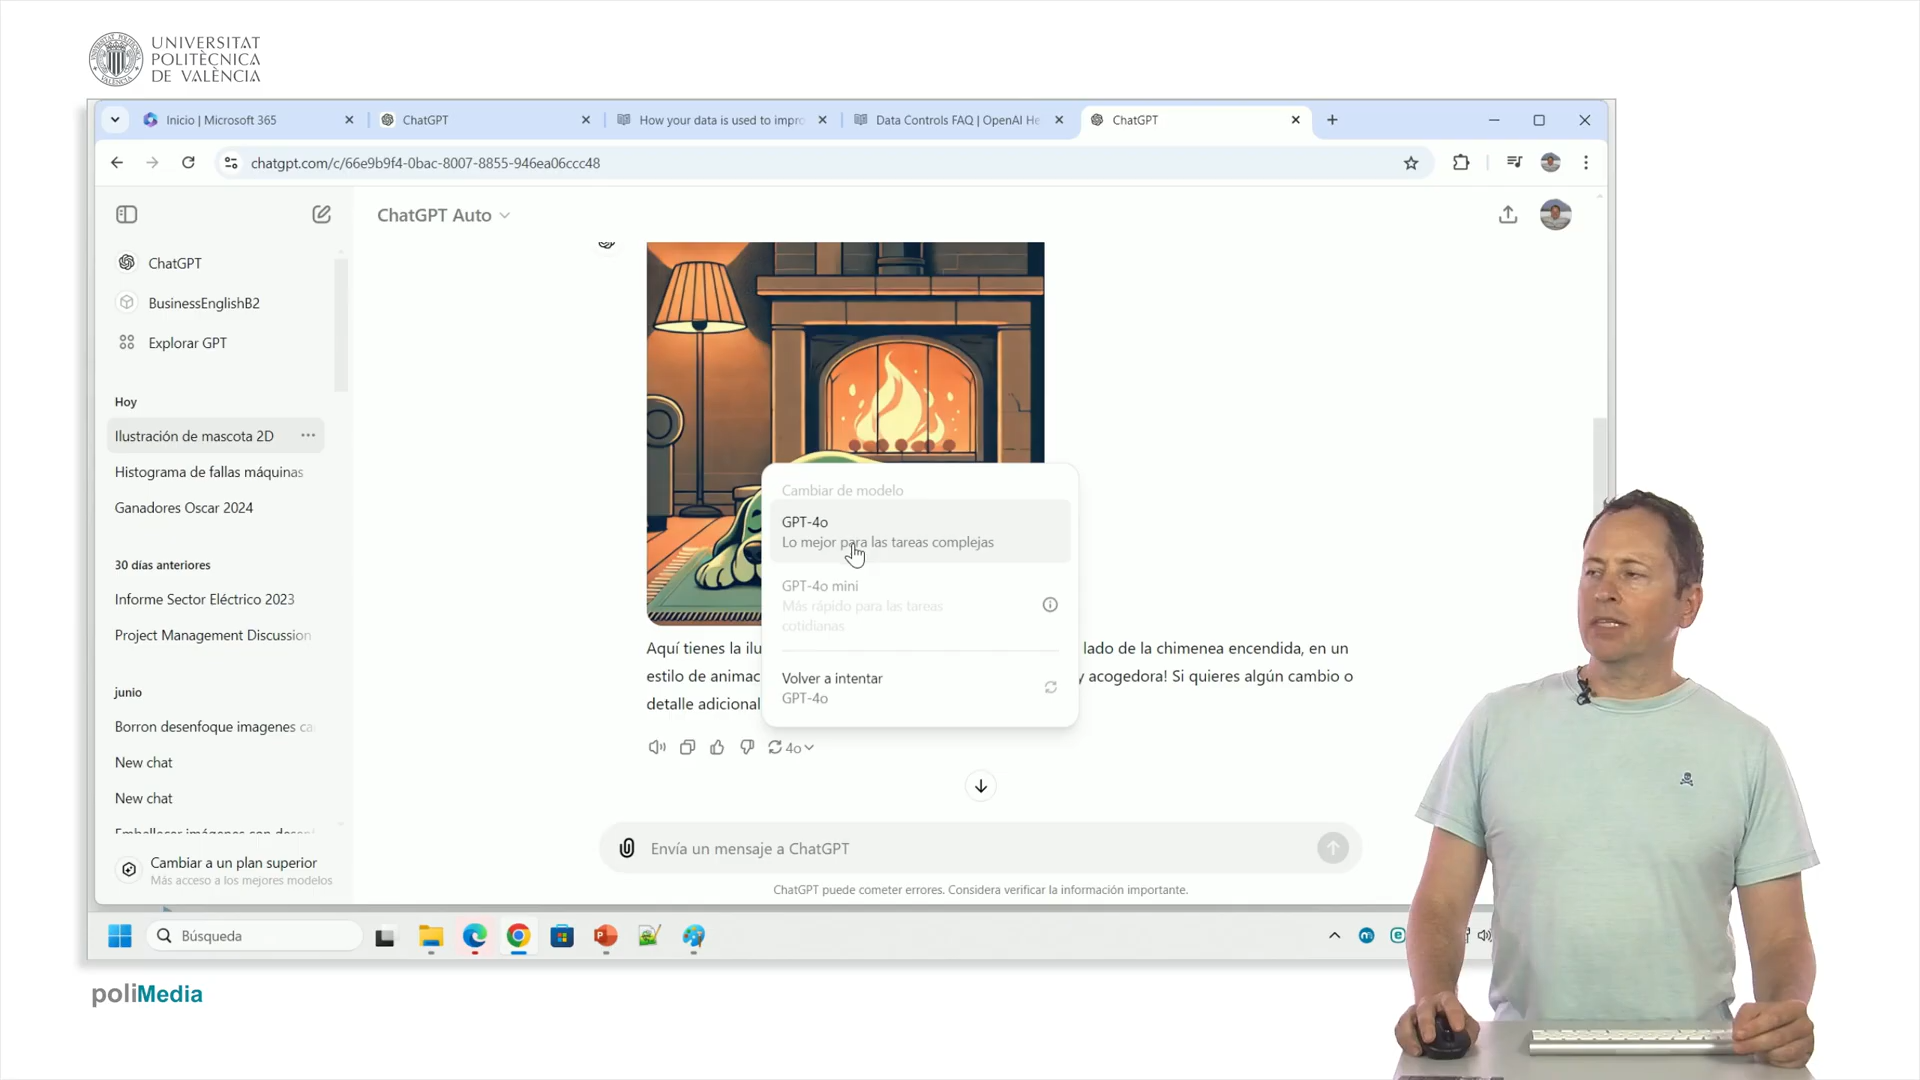 UNIVERSITAT
POLITÈCNICA
DE VALÈNCIA
Inicio | Microsoft 365
ChatGPT
How your data is used to impro
Data Controls FAQ | OpenAI He
ChatGPT
chatgpt.com/c/66e9b9f4-0bac-8007-8855-946ea06ccc48
ChatGPT Auto
ChatGPT
BusinessEnglishB2
Explorar GPT
Hoy
Ilustración de mascota 2D
Histograma de fallas máquinas
Ganadores Oscar 2024
30 días anteriores
Informe Sector Eléctrico 2023
Project Management Discussion
junio
Borron desenfoque imagenes ca
New chat
New chat
Cambiar a un plan superior
Más acceso a los mejores modelos
Cambiar de modelo
GPT-4o
Lo mejor para las tareas complejas
GPT-4o mini
Más rápido para las tareas
cotidianas
Volver a intentar
GPT-4o
Aquí tienes la ilu lado de la chimenea encendida, en un
estilo de animac y acogedora! Si quieres algún cambio o
detalle adicional
4o
Envía un mensaje a ChatGPT
ChatGPT puede cometer errores. Considera verificar la información importante.
Búsqueda
poliMedia